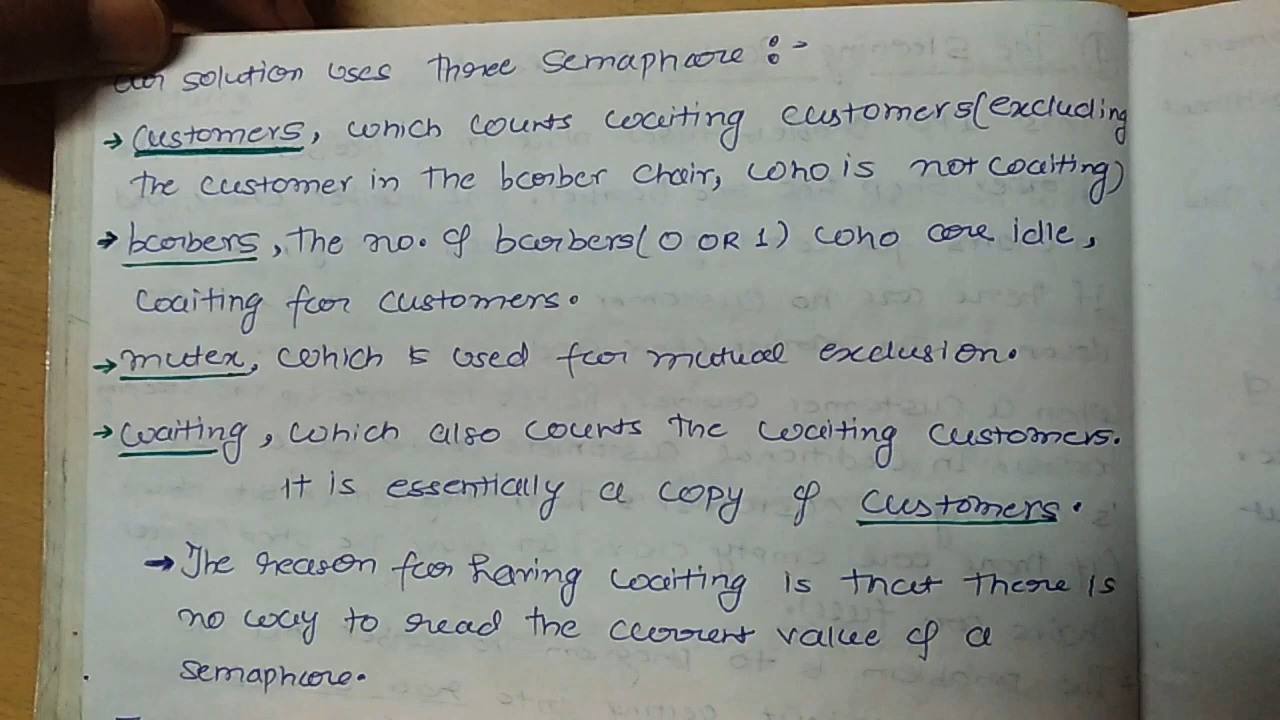 our solution uses three semaphore :-
→ customers, which counts waiting customers (excluding
the customer in the barber chair, who is not waiting)
→ barbers, the no. of barbers (0 OR 1) who are idle,
waiting for customers.
→ mutex, which is used for mutual exclusion.
→ waiting, which also counts the waiting customers.
It is essentially a copy of customers.
→ The reason for having waiting is that there is
no way to read the current value of a
semaphore.